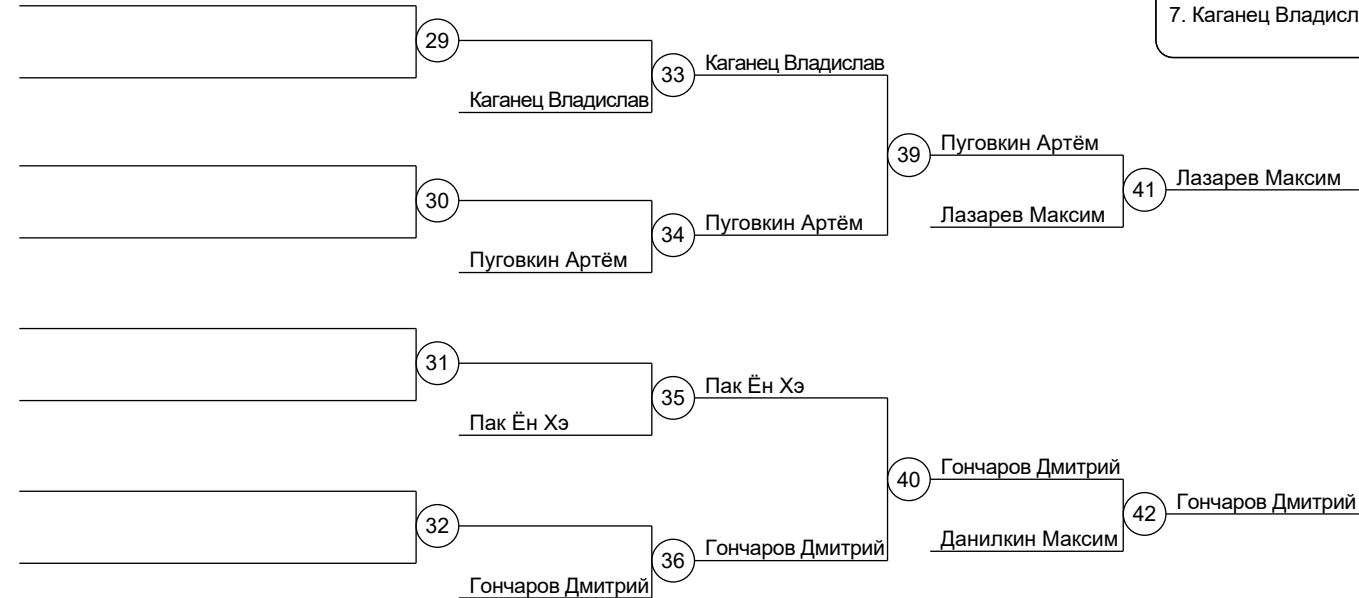 7. Каганец Владисл
29
33
Каганец Владислав
Каганец Владислав
39
Пуговкин Артём
41
Лазарев Максим
30
34
Пуговкин Артём
Лазарев Максим
Пуговкин Артём
31
35
Пак Ён Хэ
Пак Ён Хэ
40
Гончаров Дмитрий
42
Гончаров Дмитрий
32
36
Гончаров Дмитрий
Данилкин Максим
Гончаров Дмитрий